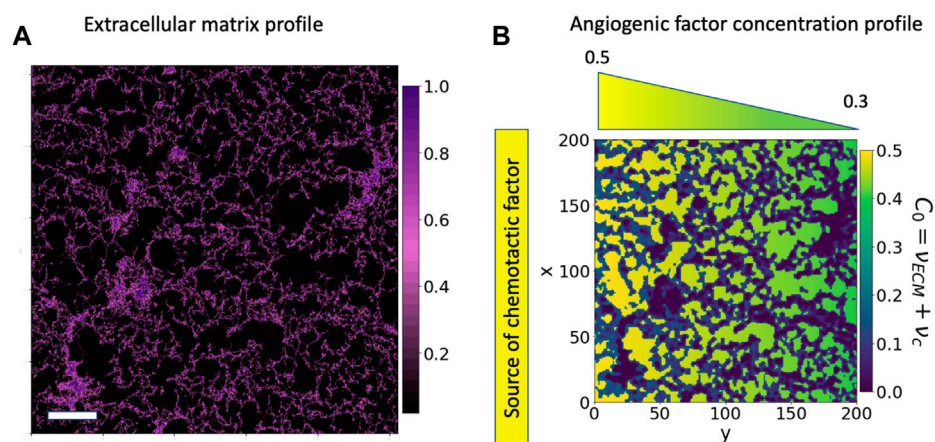 Extracellular matrix profile
A
1.0
0.8
0.6
0.4
0.2
Angiogenic factor concentration profile
B
0.5
0.3
Source of chemotactic factor
200
150
100
50
0
x
0 50 100 150 200
y
0.5
0.4
0.3
0.2
0.1
0.0
C₀ = ν_ECM + ν_c